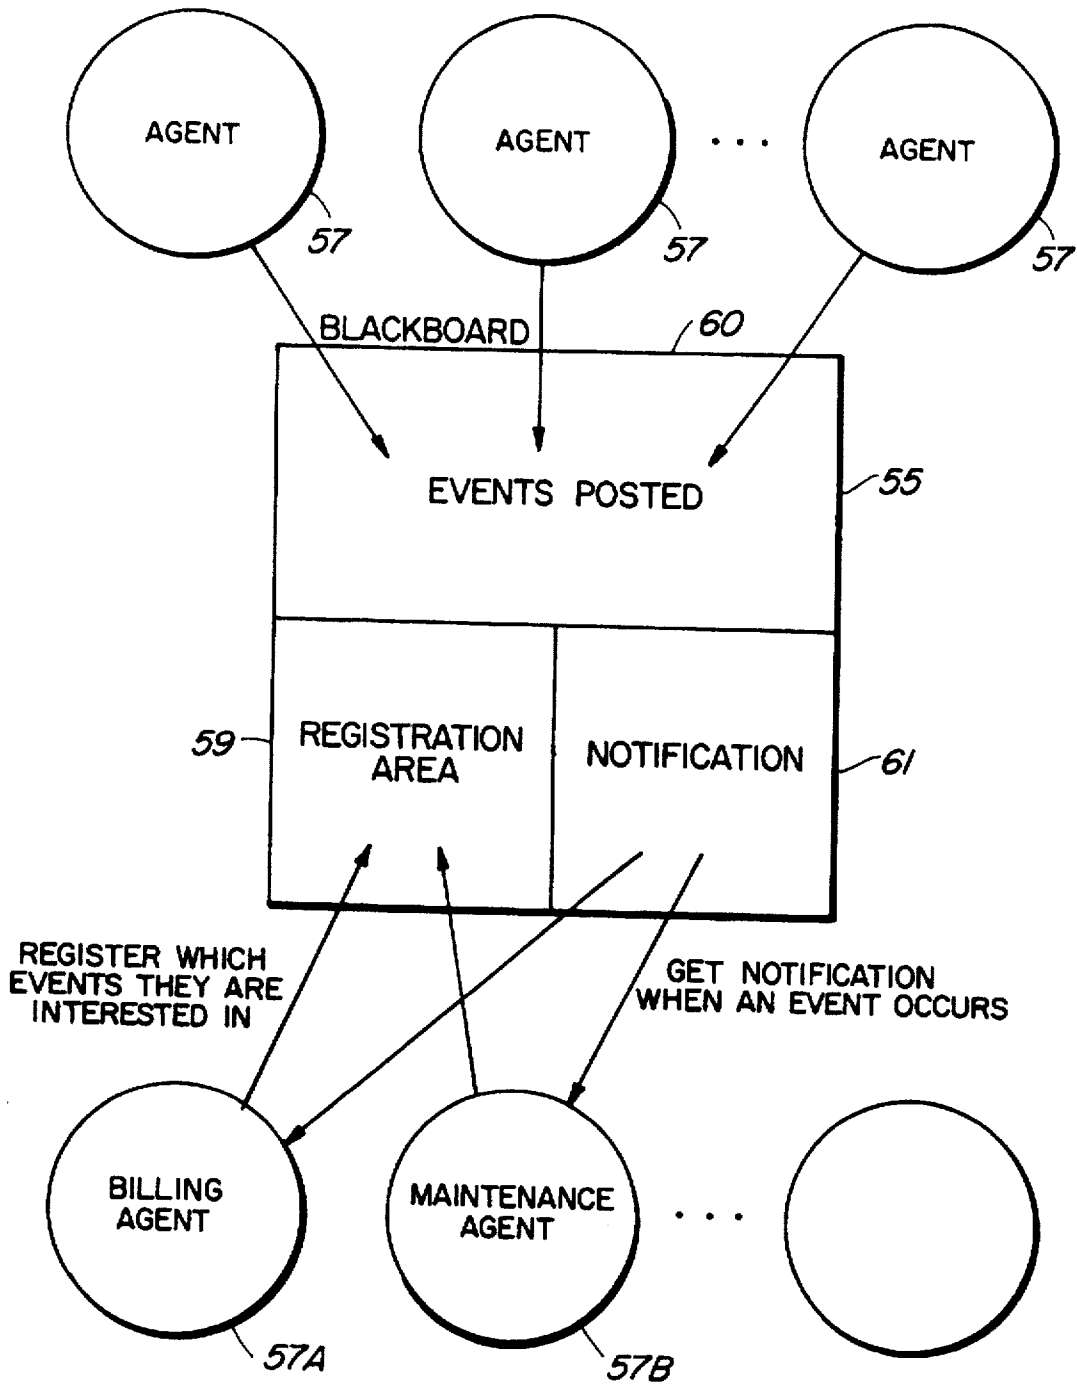 AGENT
AGENT
. . .
AGENT
57
57
57
BLACKBOARD
60
EVENTS POSTED
55
59
REGISTRATION
AREA
NOTIFICATION
61
REGISTER WHICH
EVENTS THEY ARE
INTERESTED IN
GET NOTIFICATION
WHEN AN EVENT OCCURS
BILLING
AGENT
MAINTENANCE
AGENT
. . .
57A
57B